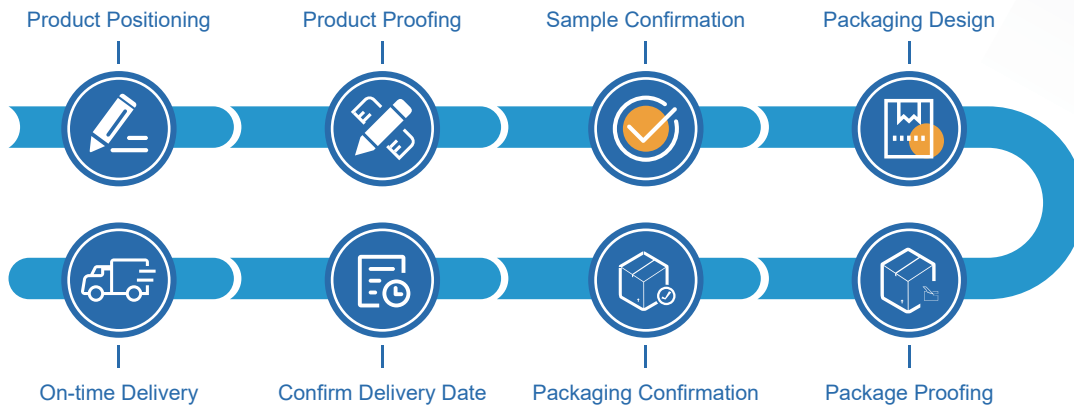 Product Positioning
Product Proofing
Sample Confirmation
Packaging Design
On-time Delivery
Confirm Delivery Date
Packaging Confirmation
Package Proofing